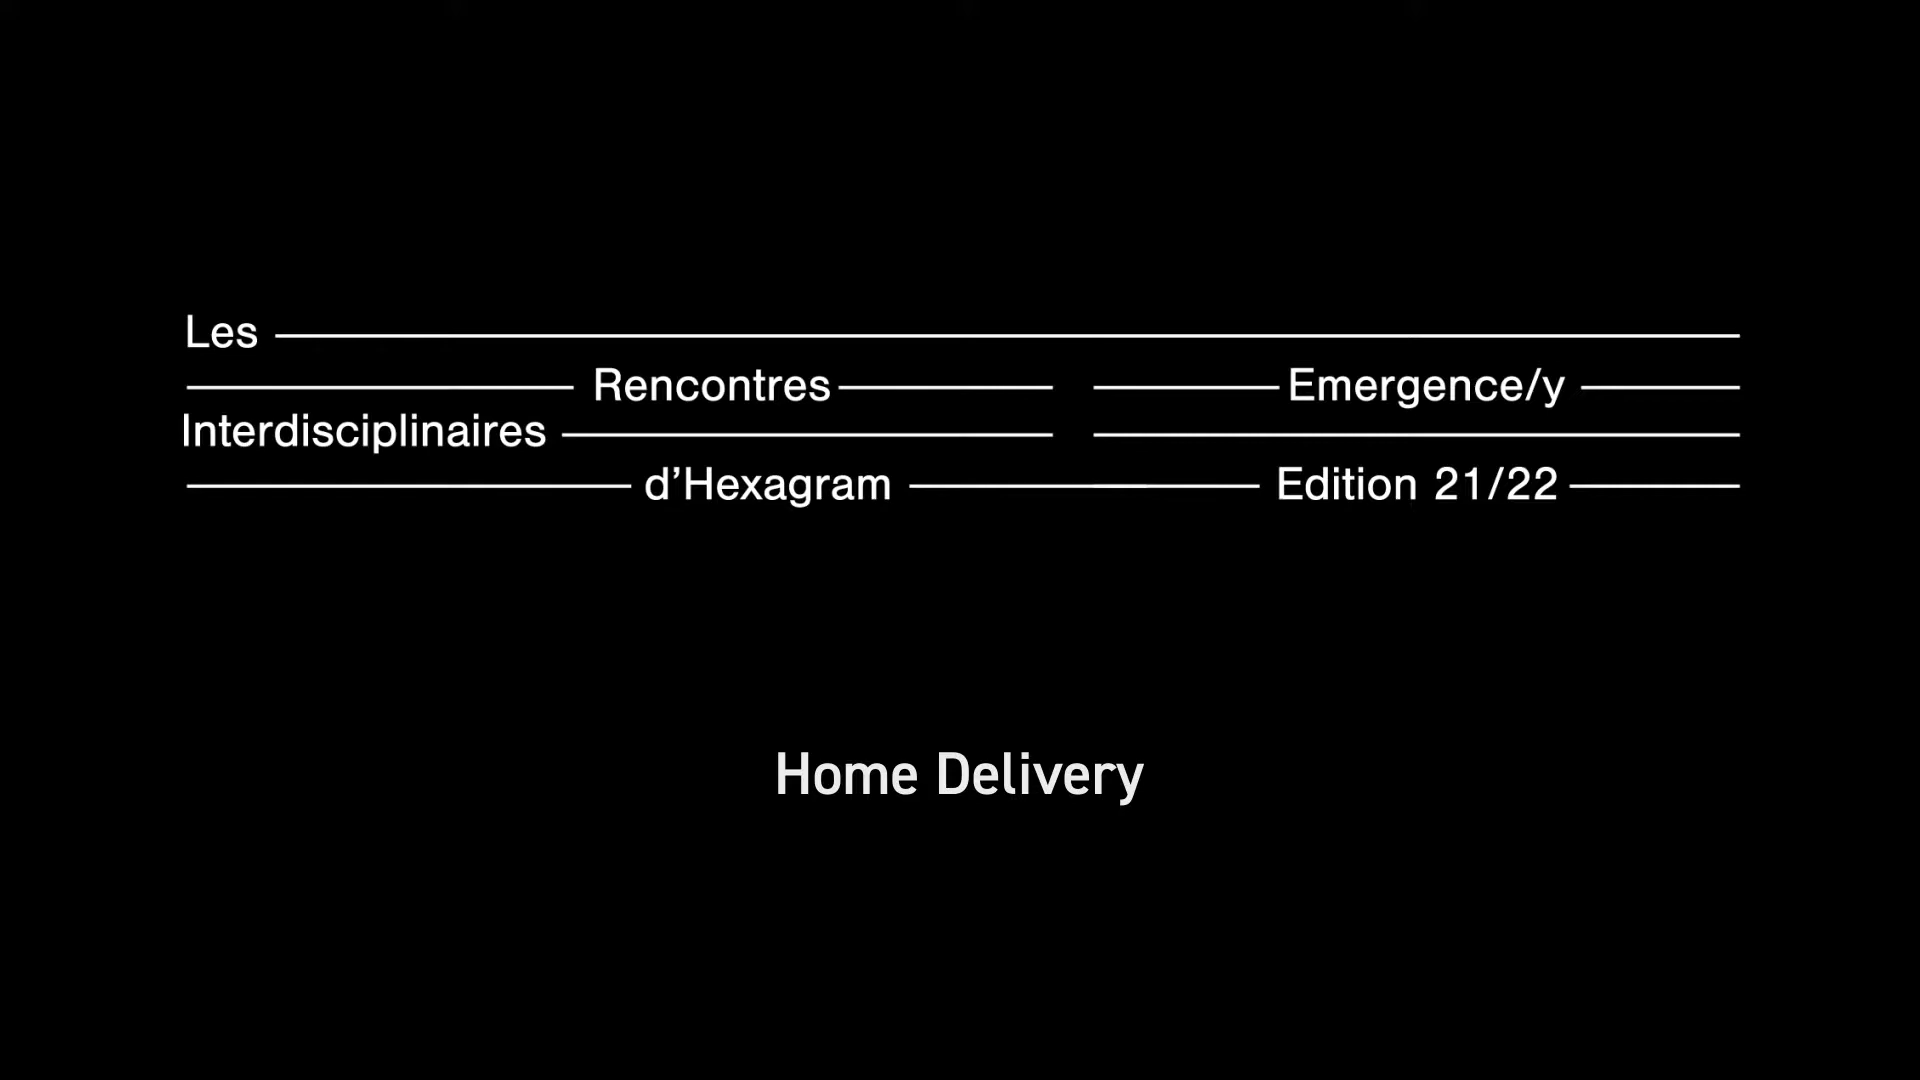 Les
Rencontres Emergence/y
Interdisciplinaires
d’Hexagram Edition 21/22
Home Delivery